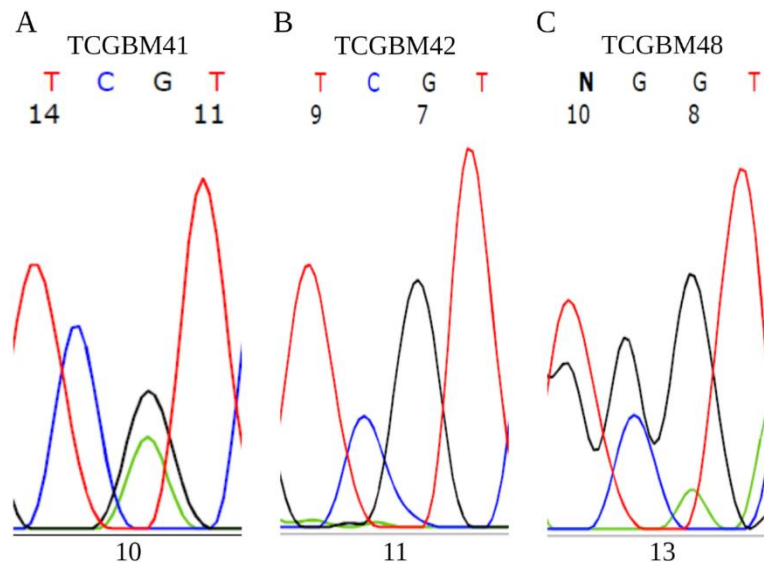 A B C
TCGBM41 TCGBM42 TCGBM48
T C G T T C G T N G G T
14 11 9 7 10 8
10 11 13